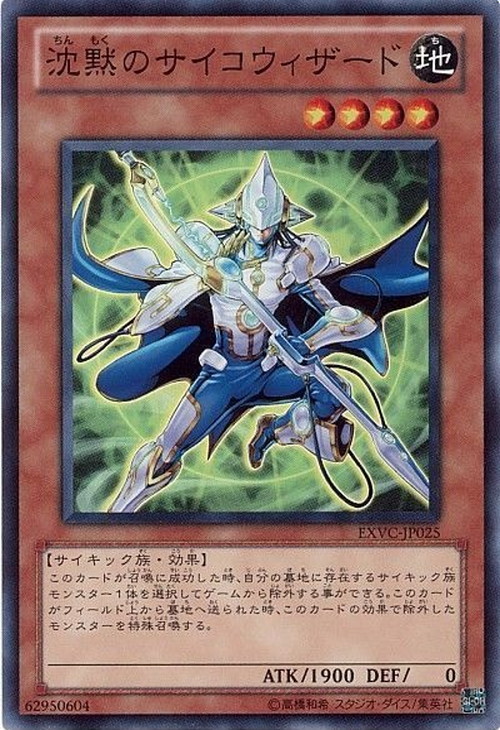 沈黙のサイコウィザード
地
EXVC-JP025
【サイキック族・効果】
このカードが召喚に成功した時、自分の墓地に存在するサイキック族
モンスター1体を選択してゲームから除外する事ができる。このカード
がフィールド上から墓地へ送られた時、このカードの効果で除外した
モンスターを特殊召喚する。
ATK/1900 DEF/ 0
62950604
©高橋和希 スタジオ・ダイス/集英社